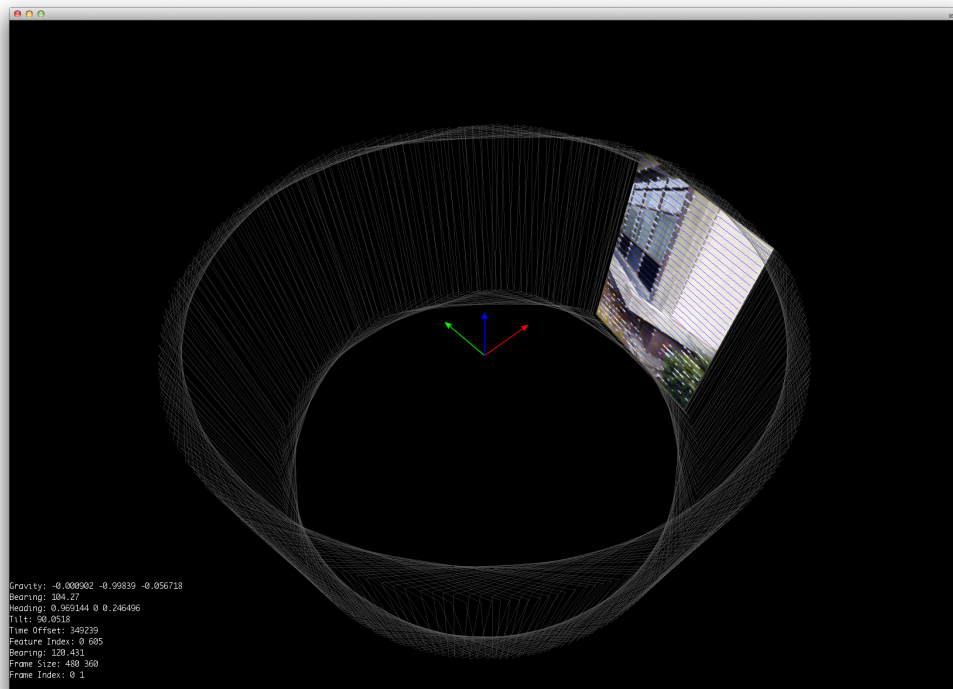 Gravity: -0.000902 -0.99839 -0.056718
Bearing: 104.27
Heading: 0.969144 0 0.246496
Tilt: 90.0518
Time Offset: 349239
Feature Index: 0 605
Bearing: 120.431
Frame Size: 480 360
Frame Index: 0 1